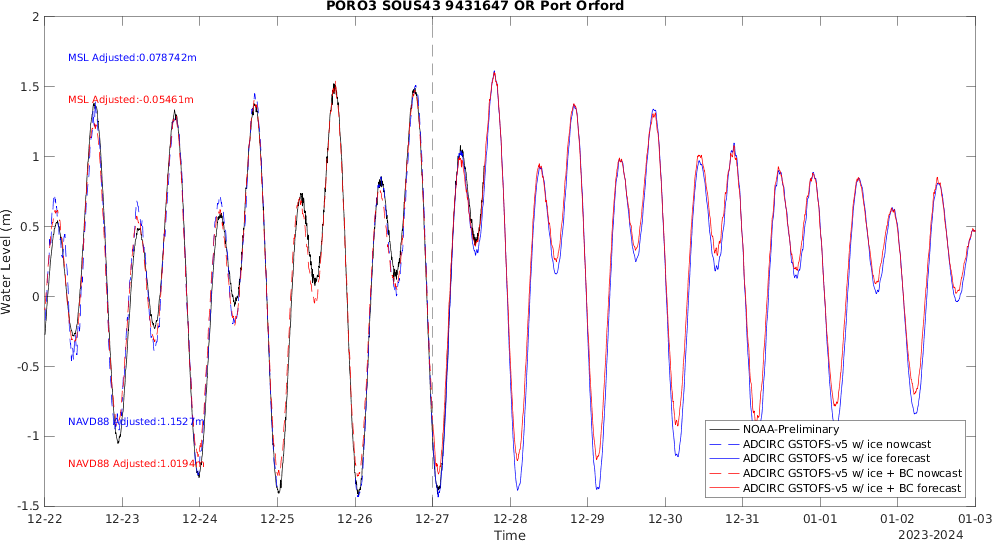 PORO3 SOUS43 9431647 OR Port Orford
2
1.5
1
0.5
0
-0.5
-1
-1.5
Water Level (m)
MSL Adjusted:0.078742m
MSL Adjusted:-0.05461m
NAVD88 Adjusted:1.1527m
NAVD88 Adjusted:1.0194m
NOAA-Preliminary
ADCIRC GSTOFS-v5 w/ ice nowcast
ADCIRC GSTOFS-v5 w/ ice forecast
ADCIRC GSTOFS-v5 w/ ice + BC nowcast
ADCIRC GSTOFS-v5 w/ ice + BC forecast
12-22 12-23 12-24 12-25 12-26 12-27 12-28 12-29 12-30 12-31 01-01 01-02 01-03
Time
2023-2024